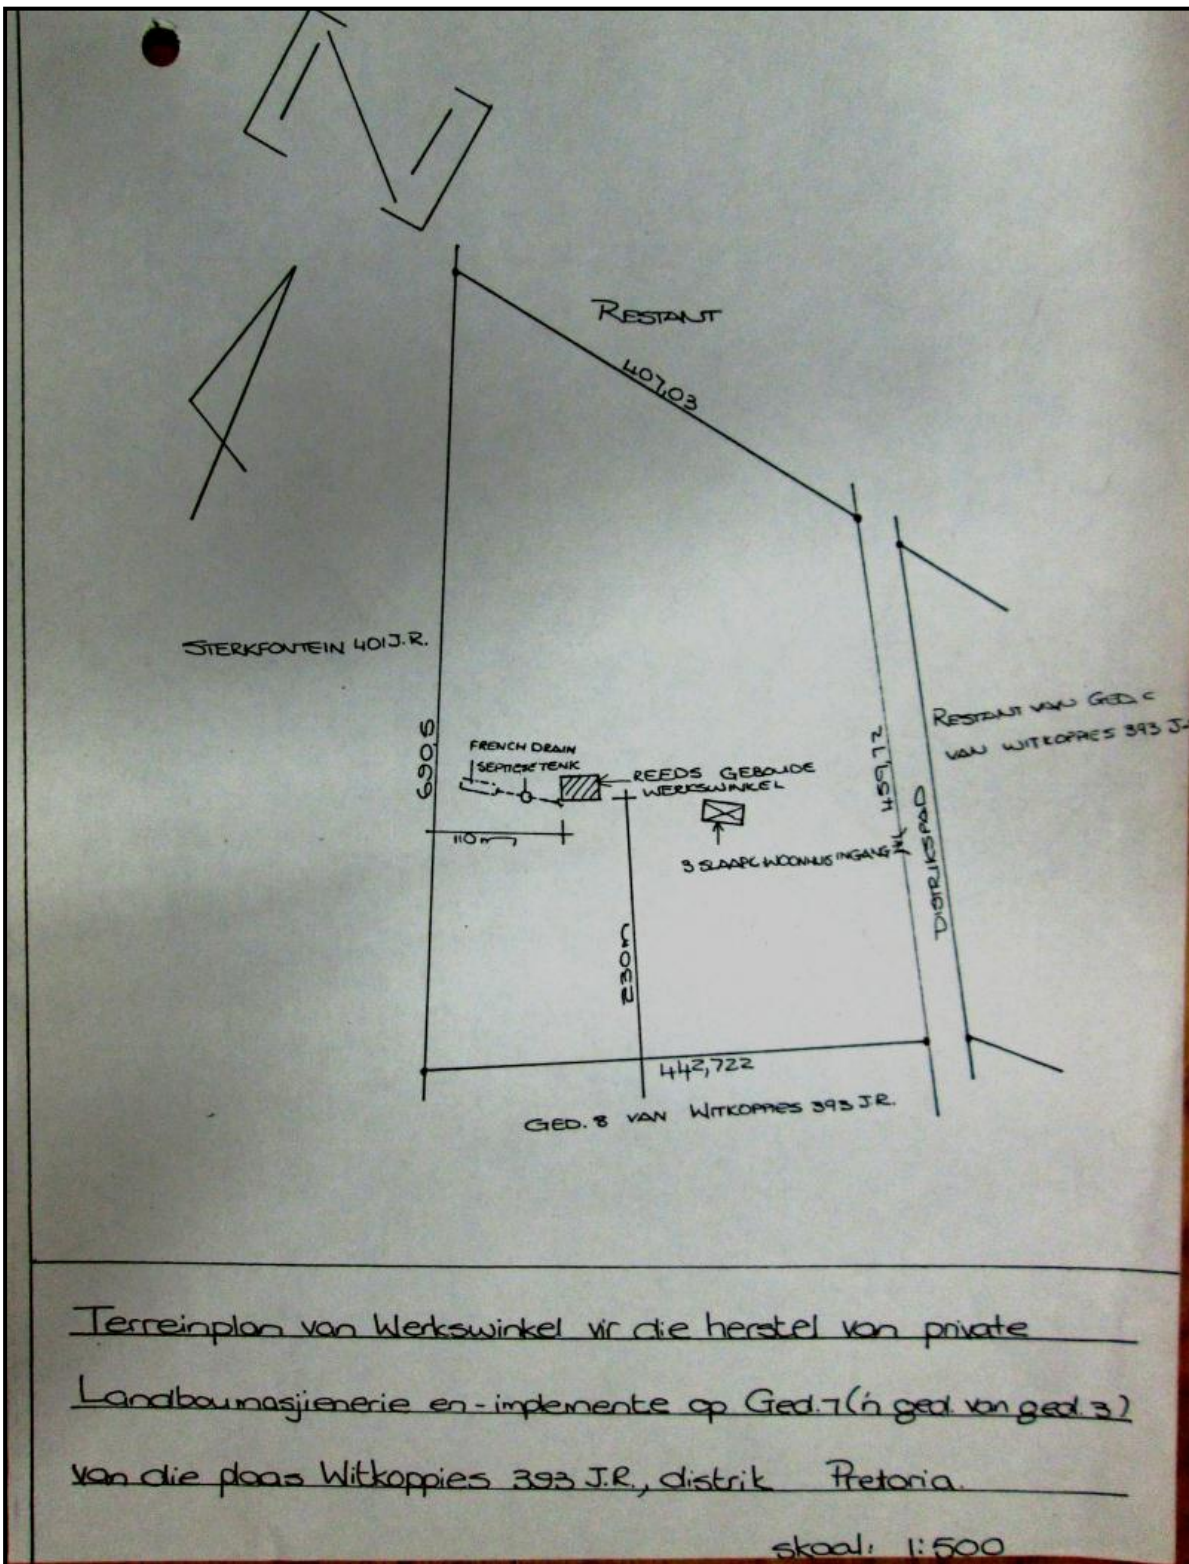 N
RESTANT
407,03
STERKFONTEIN 401 J.R.
690,6
FRENCH DRAIN
SEPTIESE TENK
REEDS GEBOUDE
WERKSWINKEL
110m
230m
3 SLAAPK WOONHUIS
INGANG
459,72
DISTRIKSPAD
RESTANT VAN GED. C
VAN WITKOPPIES 393 J.
442,722
GED. 8 VAN WITKOPPIES 393 J.R.
Terreinplan van Werkswinkel vir die herstel van private
Landboumasjienerie en-implemente op Ged.7 ('n ged. van ged. 3)
van die plaas Witkoppies 393 J.R., distrik Pretoria.
skaal: 1:500